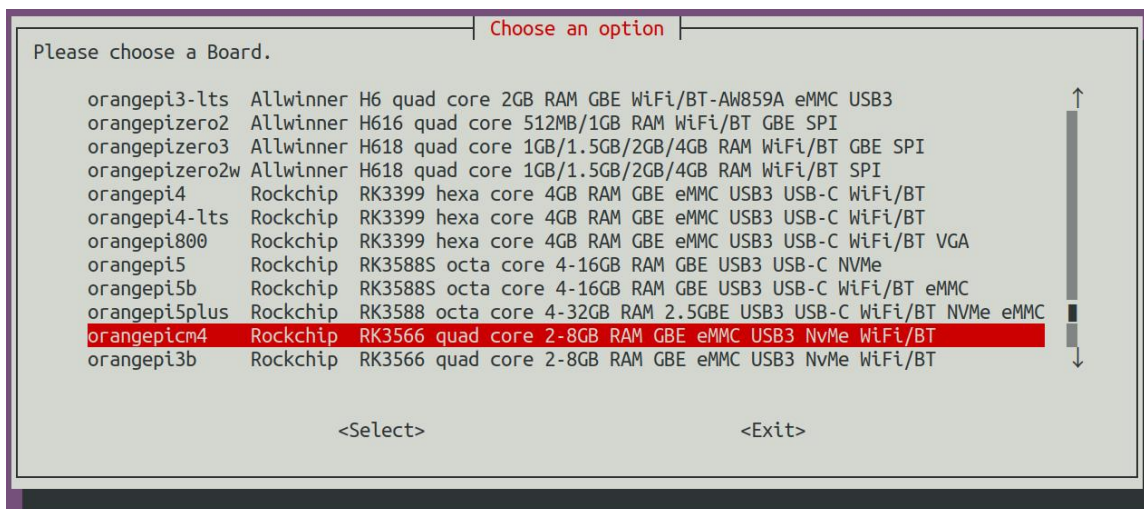 Choose an option
Please choose a Board.
orangepi3-lts Allwinner H6 quad core 2GB RAM GBE WiFi/BT-AW859A eMMC USB3
orangepizero2 Allwinner H616 quad core 512MB/1GB RAM WiFi/BT GBE SPI
orangepizero3 Allwinner H618 quad core 1GB/1.5GB/2GB/4GB RAM WiFi/BT GBE SPI
orangepizero2w Allwinner H618 quad core 1GB/1.5GB/2GB/4GB RAM WiFi/BT SPI
orangepi4 Rockchip RK3399 hexa core 4GB RAM GBE eMMC USB3 USB-C WiFi/BT
orangepi4-lts Rockchip RK3399 hexa core 4GB RAM GBE eMMC USB3 USB-C WiFi/BT
orangepi800 Rockchip RK3399 hexa core 4GB RAM GBE eMMC USB3 USB-C WiFi/BT VGA
orangepi5 Rockchip RK3588S octa core 4-16GB RAM GBE USB3 USB-C NVMe
orangepi5b Rockchip RK3588S octa core 4-16GB RAM GBE USB3 USB-C WiFi/BT eMMC
orangepi5plus Rockchip RK3588 octa core 4-32GB RAM 2.5GBE USB3 USB-C WiFi/BT NVMe eMMC
orangepicm4 Rockchip RK3566 quad core 2-8GB RAM GBE eMMC USB3 NvMe WiFi/BT
orangepi3b Rockchip RK3566 quad core 2-8GB RAM GBE eMMC USB3 NvMe WiFi/BT
<Select> <Exit>